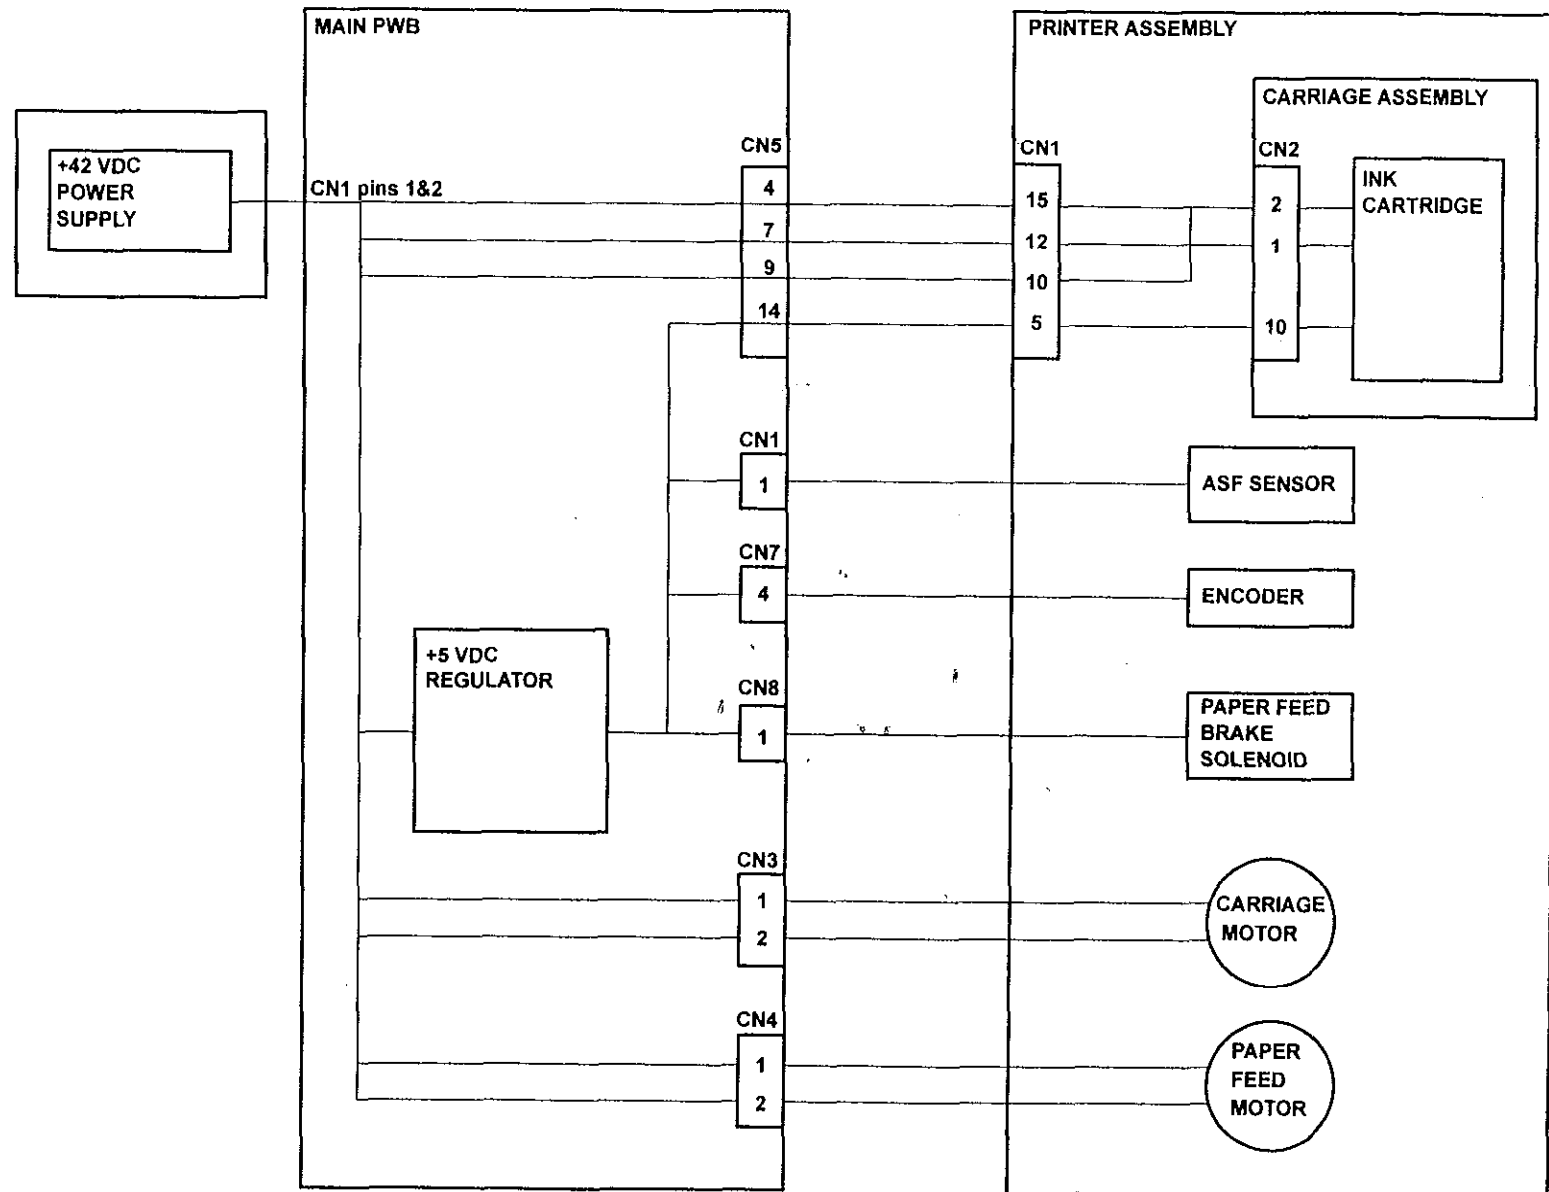 MAIN PWB
PRINTER ASSEMBLY
CARRIAGE ASSEMBLY
+42 VDC
POWER
SUPPLY
CN1 pins 1&2
CN5
4
7
9
14
CN1
15
12
10
5
CN2
2
1
10
INK
CARTRIDGE
CN1
1
ASF SENSOR
CN7
4
ENCODER
+5 VDC
REGULATOR
CN8
1
PAPER FEED
BRAKE
SOLENOID
CN3
1
2
CARRIAGE
MOTOR
CN4
1
2
PAPER
FEED
MOTOR